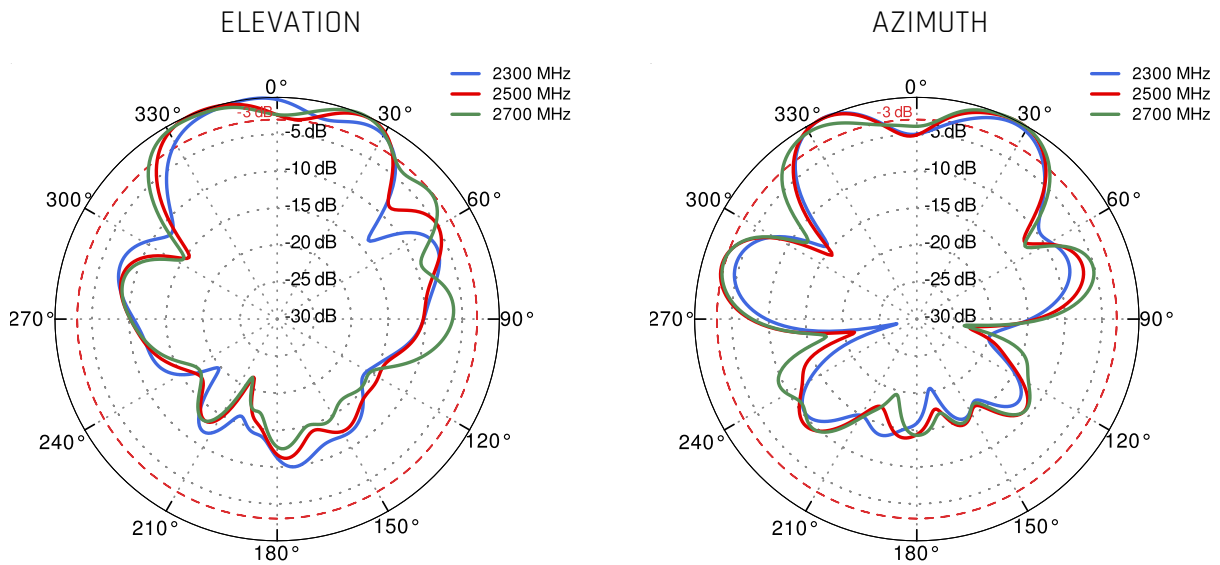 ELEVATION
2300 MHz
2500 MHz
2700 MHz
0°
30°
60°
90°
120°
150°
180°
210°
240°
270°
300°
330°
-3 dB
-5 dB
-10 dB
-15 dB
-20 dB
-25 dB
-30 dB
AZIMUTH
2300 MHz
2500 MHz
2700 MHz
0°
30°
60°
90°
120°
150°
180°
210°
240°
270°
300°
330°
-3 dB
-5 dB
-10 dB
-15 dB
-20 dB
-25 dB
-30 dB